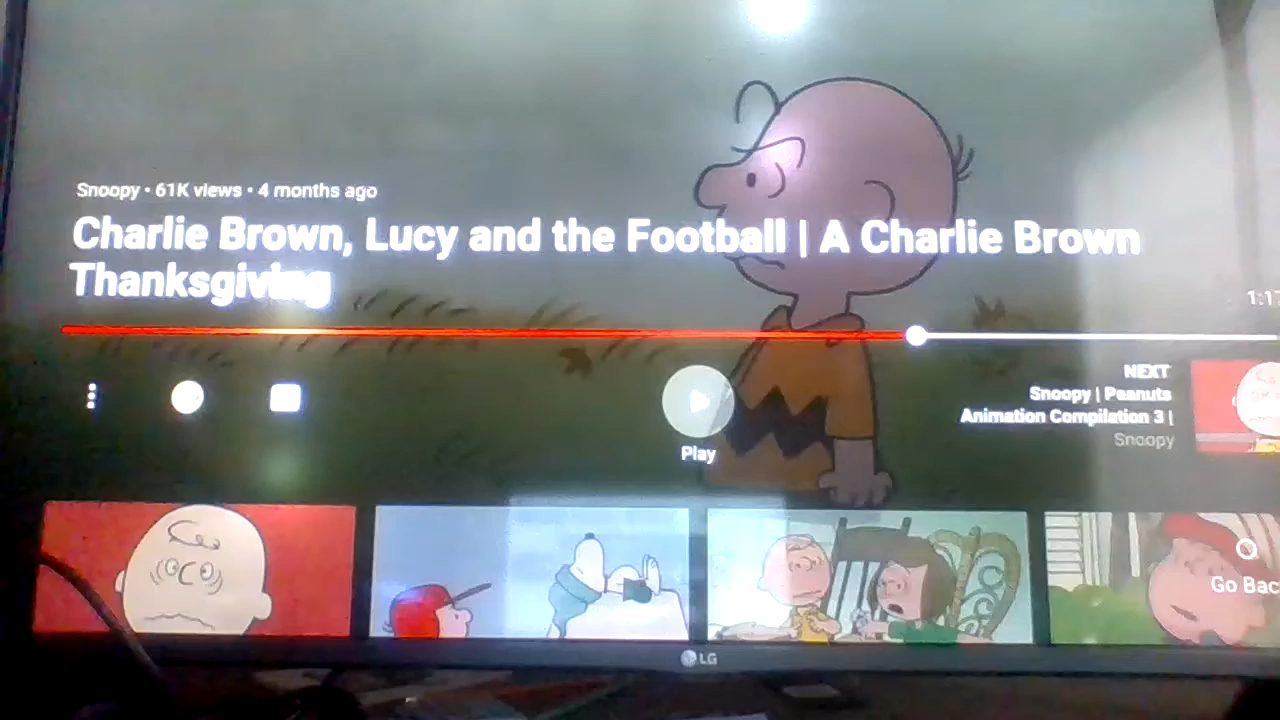 Snoopy • 61K views • 4 months ago
Charlie Brown, Lucy and the Football | A Charlie Brown
Thanksgiving
1:17
NEXT
Snoopy | Peanuts
Animation Compilation 3 |
Snoopy
Play
Go Bac
LG